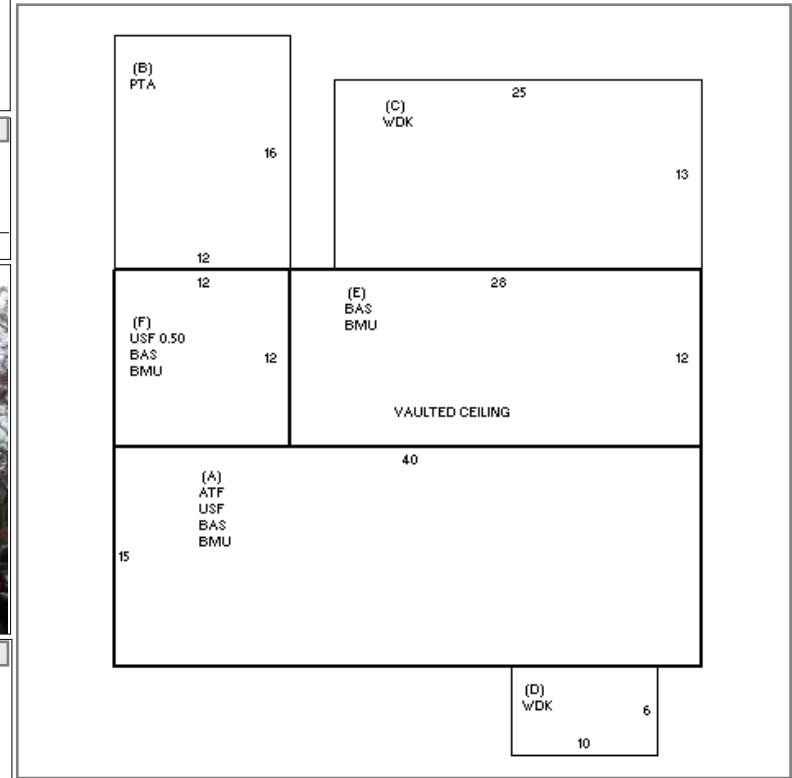 (B)
PTA
16
12
(C)
WDK
25
13
12
(F)
USF 0.50
BAS
BMU
12
28
(E)
BAS
BMU
12
VAULTED CEILING
40
(A)
ATF
USF
BAS
BMU
15
(D)
WDK
6
10